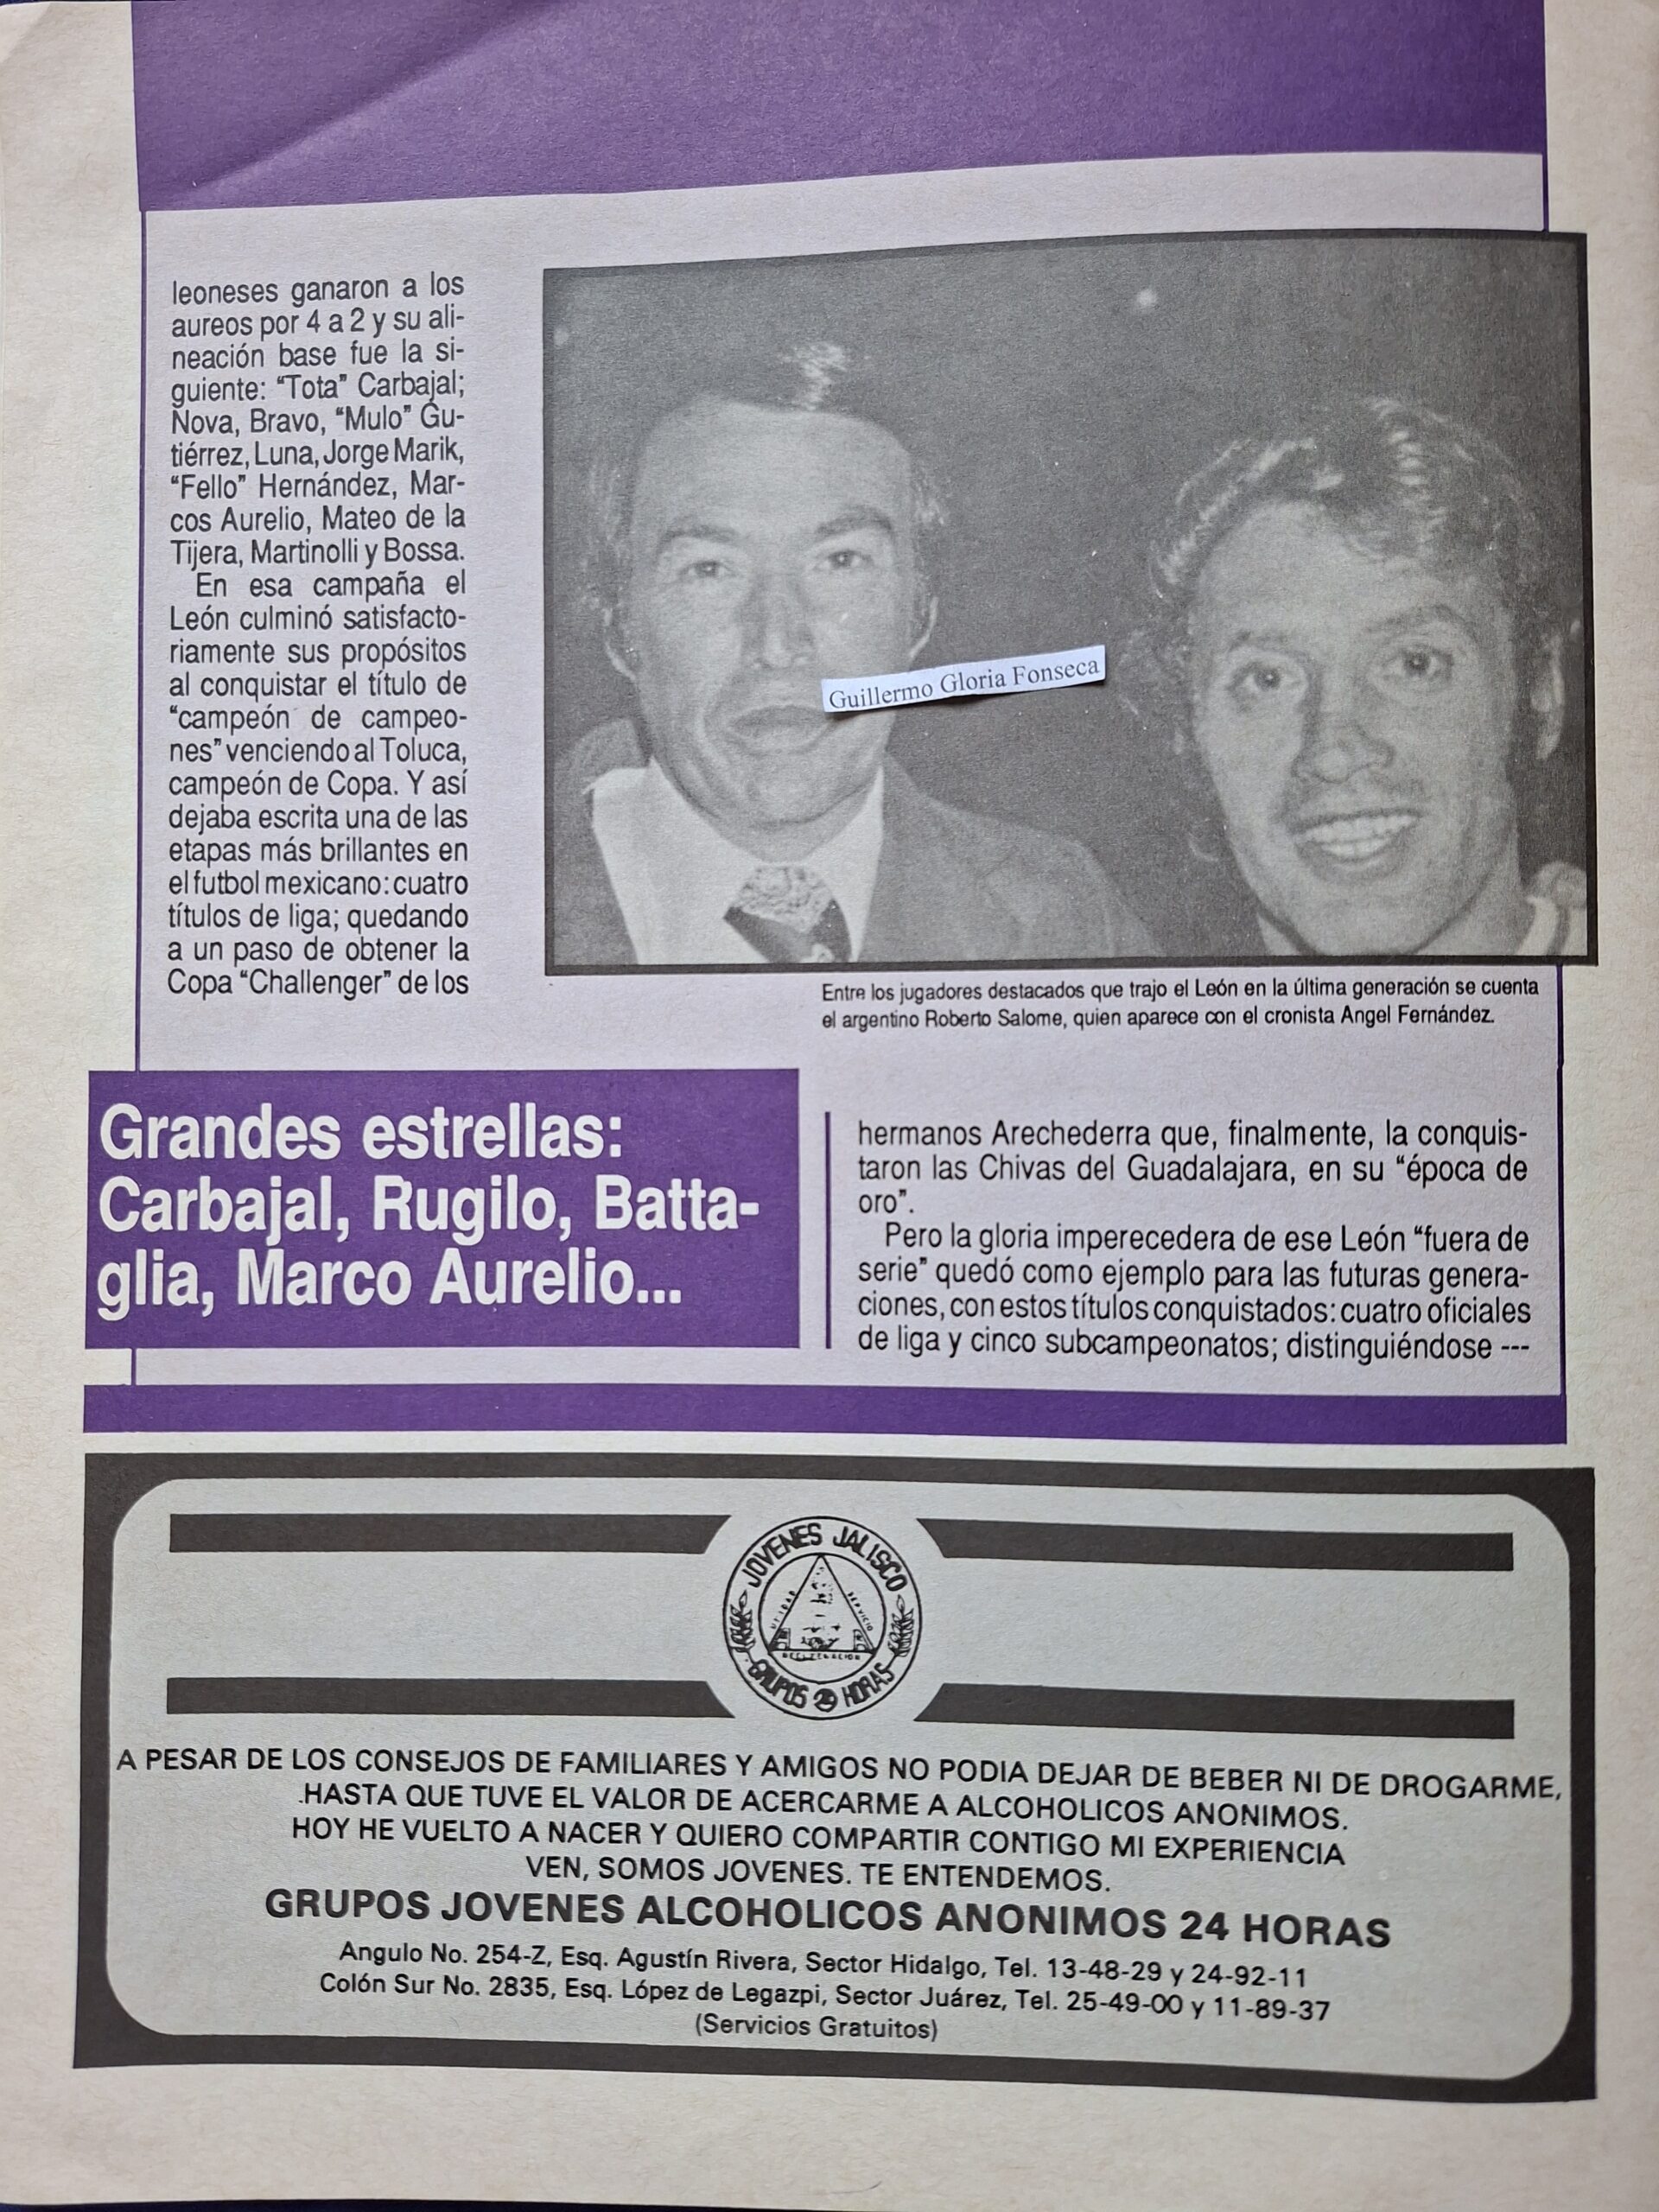 leoneses ganaron a los
aureos por 4 a 2 y su ali-
neación base fue la si-
guiente: “Tota” Carbajal;
Nova, Bravo, “Mulo” Gu-
tiérrez, Luna, Jorge Marik,
“Fello” Hernández, Mar-
cos Aurelio, Mateo de la
Tijera, Martinolli y Bossa.
En esa campaña el
León culminó satisfacto-
riamente sus propósitos
al conquistar el título de
“campeón de campeo-
nes” venciendo al Toluca,
campeón de Copa. Y así
dejaba escrita una de las
etapas más brillantes en
el futbol mexicano: cuatro
títulos de liga; quedando
a un paso de obtener la
Copa “Challenger” de los
Guillermo Gloria Fonseca
Entre los jugadores destacados que trajo el León en la última generación se cuenta
el argentino Roberto Salome, quien aparece con el cronista Angel Fernández.
Grandes estrellas:
Carbajal, Rugilo, Batta-
glia, Marco Aurelio...
hermanos Arechederra que, finalmente, la conquis-
taron las Chivas del Guadalajara, en su “época de
oro”.
Pero la gloria imperecedera de ese León “fuera de
serie” quedó como ejemplo para las futuras genera-
ciones, con estos títulos conquistados: cuatro oficiales
de liga y cinco subcampeonatos; distinguiéndose ---
JOVENES JALISCO
SERVICIO
GRUPOS 24 HORAS
A PESAR DE LOS CONSEJOS DE FAMILIARES Y AMIGOS NO PODIA DEJAR DE BEBER NI DE DROGARME,
HASTA QUE TUVE EL VALOR DE ACERCARME A ALCOHOLICOS ANONIMOS.
HOY HE VUELTO A NACER Y QUIERO COMPARTIR CONTIGO MI EXPERIENCIA
VEN, SOMOS JOVENES. TE ENTENDEMOS.
GRUPOS JOVENES ALCOHOLICOS ANONIMOS 24 HORAS
Angulo No. 254-Z, Esq. Agustín Rivera, Sector Hidalgo, Tel. 13-48-29 y 24-92-11
Colón Sur No. 2835, Esq. López de Legazpi, Sector Juárez, Tel. 25-49-00 y 11-89-37
(Servicios Gratuitos)